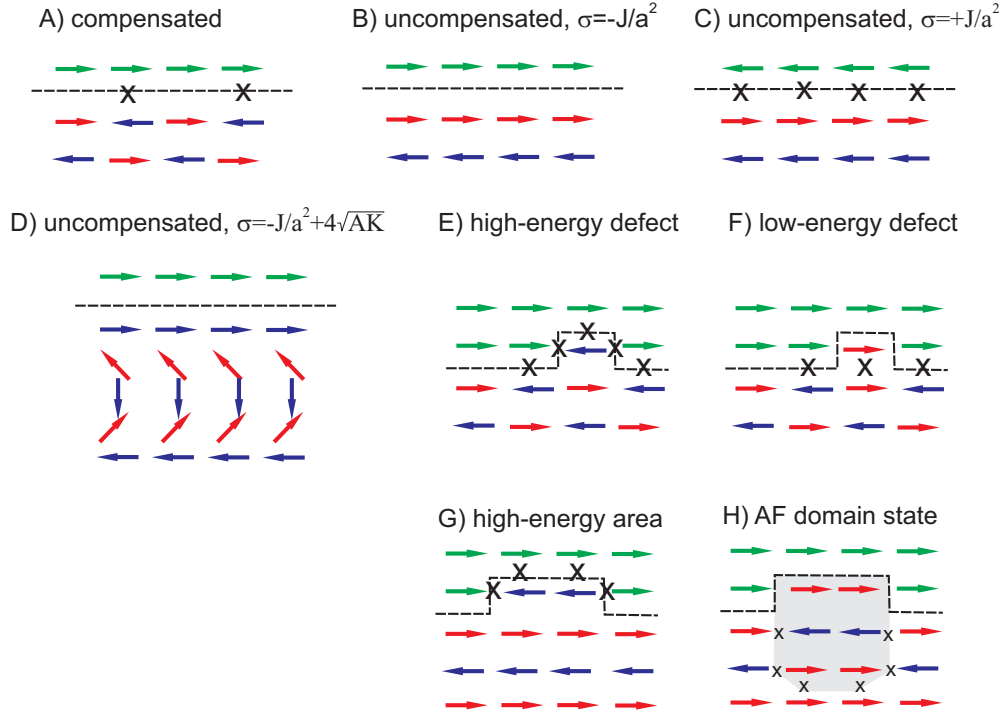 A) compensated
B) uncompensated, σ=-J/a²
C) uncompensated, σ=+J/a²
X X
X X X X
D) uncompensated, σ=-J/a²+4√AK
E) high-energy defect
F) low-energy defect
X
X X
X X
X X X
G) high-energy area
H) AF domain state
X X
X X
x x
x x
x x